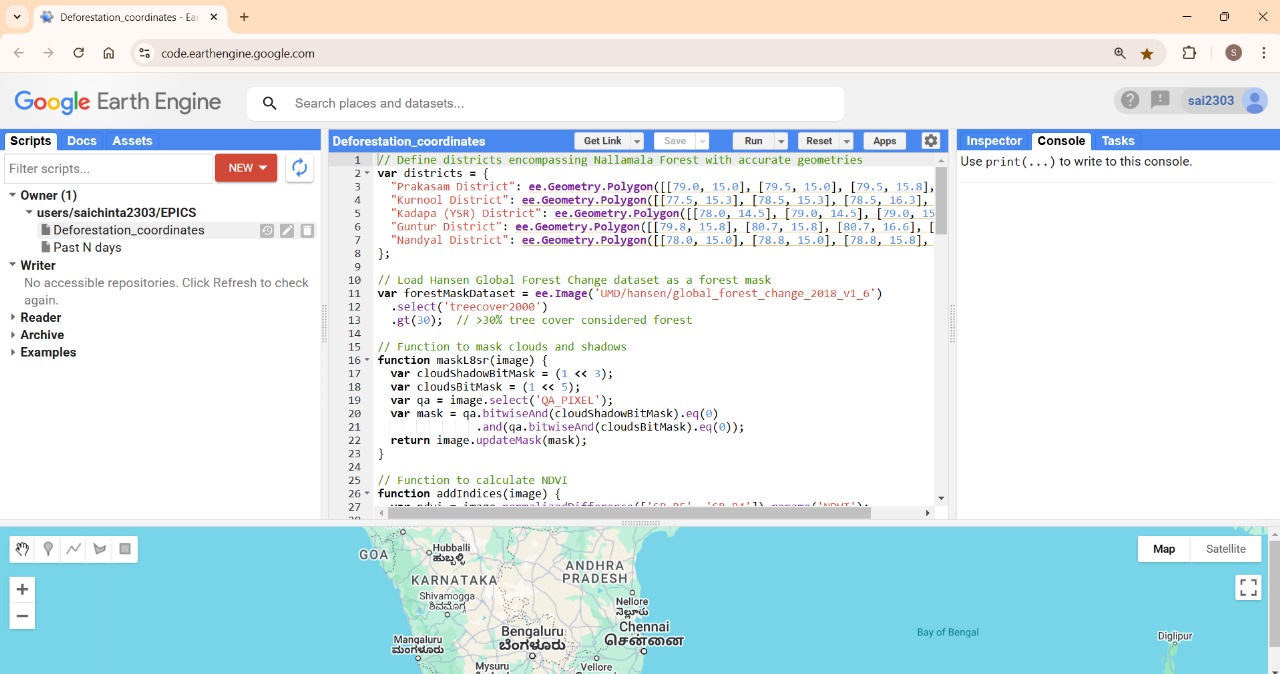 Deforestation_coordinates - Ear
code.earthengine.google.com
S
Google Earth Engine
Search places and datasets...
sai2303
Scripts Docs Assets
Filter scripts...
NEW
Owner (1)
users/saichinta2303/EPICS
Deforestation_coordinates
Past N days
Writer
No accessible repositories. Click Refresh to check
again.
Reader
Archive
Examples
Deforestation_coordinates
Get Link Save Run Reset Apps
1 // Define districts encompassing Nallamala Forest with accurate geometries
2 var districts = {
3 "Prakasam District": ee.Geometry.Polygon([[79.0, 15.0], [79.5, 15.0], [79.5, 15.8],
4 "Kurnool District": ee.Geometry.Polygon([[77.5, 15.3], [78.5, 15.3], [78.5, 16.3],
5 "Kadapa (YSR) District": ee.Geometry.Polygon([[78.0, 14.5], [79.0, 14.5], [79.0, 15
6 "Guntur District": ee.Geometry.Polygon([[79.8, 15.8], [80.7, 15.8], [80.7, 16.6], [
7 "Nandyal District": ee.Geometry.Polygon([[78.0, 15.0], [78.8, 15.0], [78.8, 15.8],
8 };
9
10 // Load Hansen Global Forest Change dataset as a forest mask
11 var forestMaskDataset = ee.Image('UMD/hansen/global_forest_change_2018_v1_6')
12 .select('treecover2000')
13 .gt(30); // >30% tree cover considered forest
14
15 // Function to mask clouds and shadows
16 function maskL8sr(image) {
17 var cloudShadowBitMask = (1 << 3);
18 var cloudsBitMask = (1 << 5);
19 var qa = image.select('QA_PIXEL');
20 var mask = qa.bitwiseAnd(cloudShadowBitMask).eq(0)
21 .and(qa.bitwiseAnd(cloudsBitMask).eq(0));
22 return image.updateMask(mask);
23 }
24
25 // Function to calculate NDVI
26 function addIndices(image) {
27
Inspector Console Tasks
Use print(...) to write to this console.
GOA
Hubballi
ಹುಬ್ಬಳ್ಳಿ
KARNATAKA
ANDHRA
PRADESH
Shivamogga
ಶಿವಮೊಗ್ಗ
Nellore
నెల్లూరు
Chennai
சென்னை
Bengaluru
ಬೆಂಗಳೂರು
Mangaluru
ಮಂಗಳೂರು
Mysuru
Vellore
Bay of Bengal
Diglipur
Map Satellite